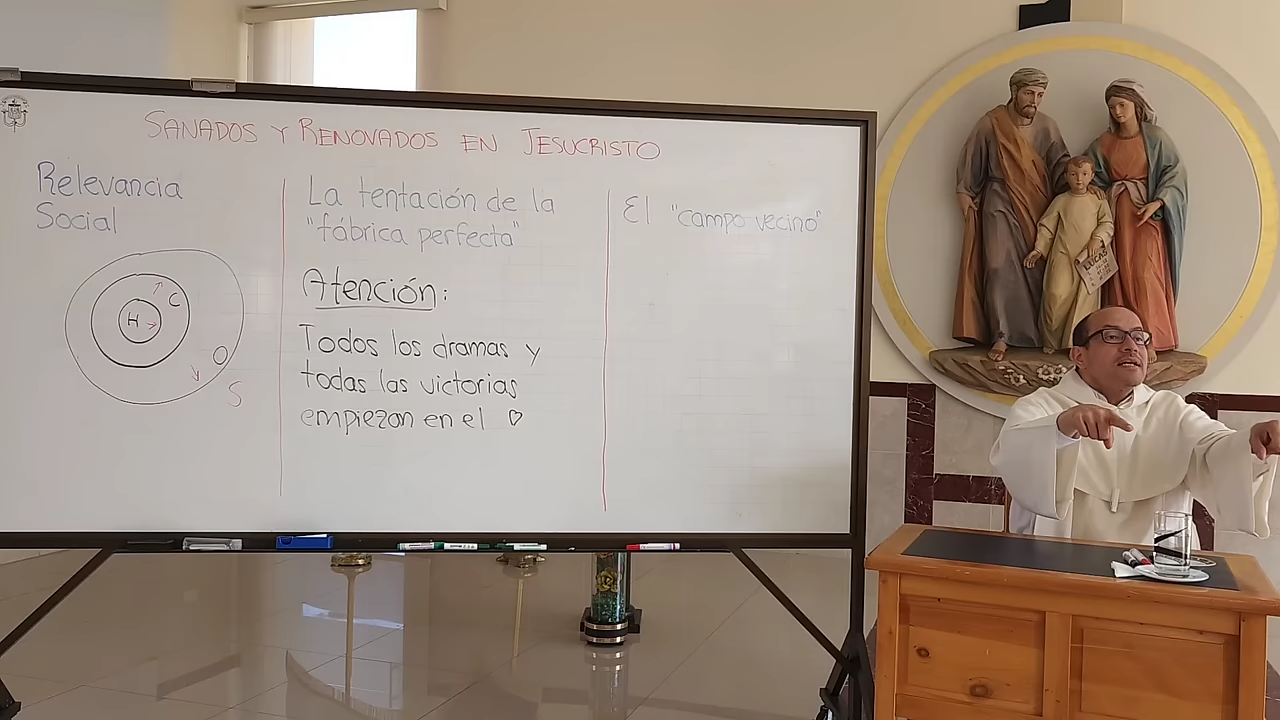 SANADOS Y RENOVADOS EN JESUCRISTO
Relevancia
Social
H
C
O
S
La tentación de la
"fábrica perfecta"
Atención:
Todos los dramas y
todas las victorias
empiezan en el ♡
El "campo vecino"
LUCAS